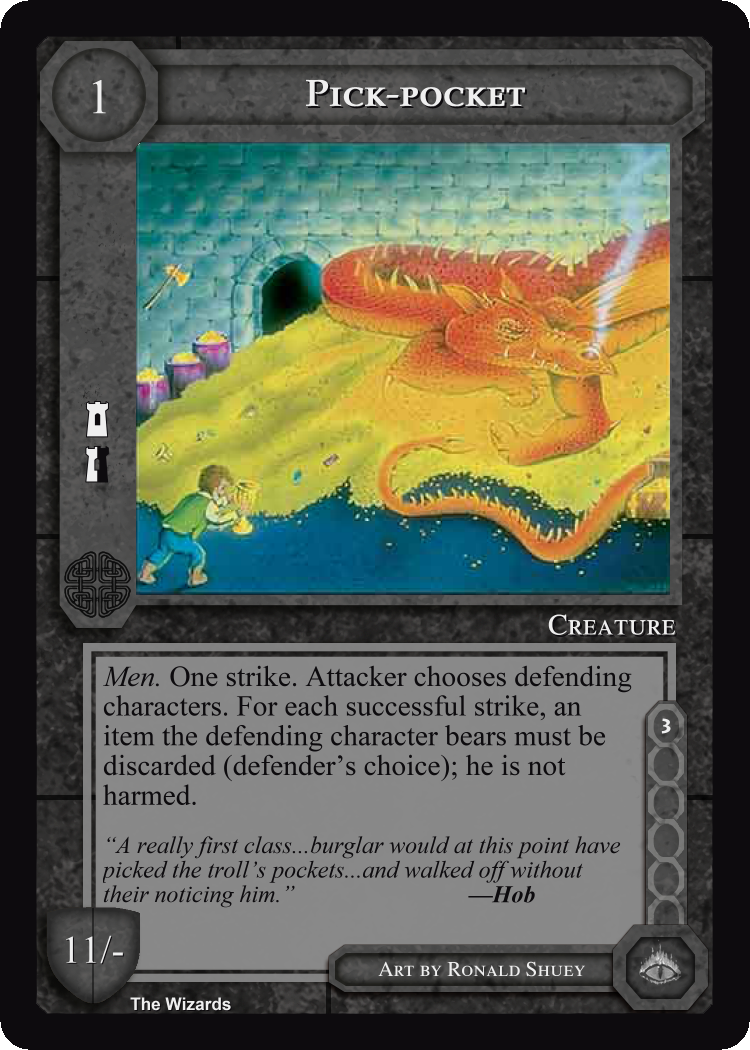 1
Pick-pocket
Creature
Men. One strike. Attacker chooses defending
characters. For each successful strike, an
item the defending character bears must be
discarded (defender’s choice); he is not
harmed.
3
“A really first class...burglar would at this point have
picked the troll’s pockets...and walked off without
their noticing him.” —Hob
11/-
Art by Ronald Shuey
The Wizards